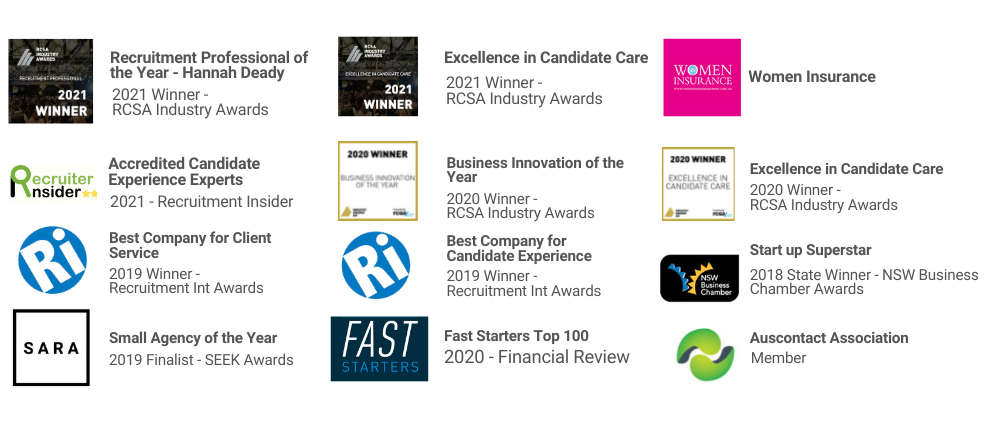 RCSA
INDUSTRY
AWARDS
RECRUITMENT PROFESSIONAL
2021
WINNER
Recruitment Professional of
the Year - Hannah Deady
2021 Winner -
RCSA Industry Awards
RCSA
INDUSTRY
AWARDS
EXCELLENCE IN CANDIDATE CARE
2021
WINNER
Excellence in Candidate Care
2021 Winner -
RCSA Industry Awards
WOMEN
INSURANCE
Women Insurance
Recruiter
Insider
Accredited Candidate
Experience Experts
2021 - Recruitment Insider
2020 WINNER
BUSINESS INNOVATION
OF THE YEAR
RCSA
Business Innovation of the
Year
2020 Winner -
RCSA Industry Awards
2020 WINNER
EXCELLENCE IN
CANDIDATE CARE
RCSA
Excellence in Candidate Care
2020 Winner -
RCSA Industry Awards
Ri
Best Company for Client
Service
2019 Winner -
Recruitment Int Awards
Ri
Best Company for
Candidate Experience
2019 Winner -
Recruitment Int Awards
NSW
Business
Chamber
Start up Superstar
2018 State Winner - NSW Business
Chamber Awards
SARA
Small Agency of the Year
2019 Finalist - SEEK Awards
FAST
STARTERS
Fast Starters Top 100
2020 - Financial Review
Auscontact Association
Member